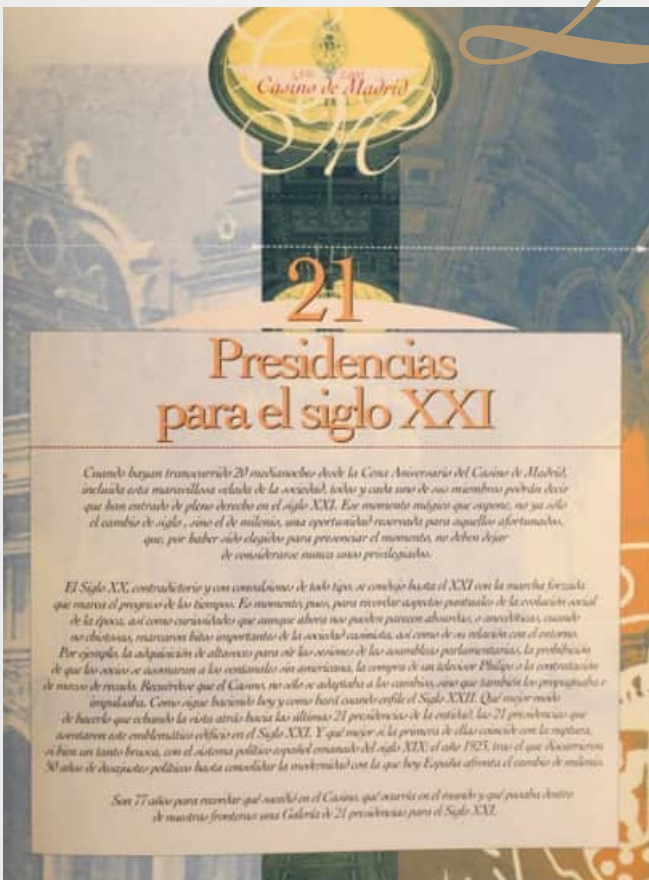 Casino de Madrid
21
Presidencias
para el siglo XXI
Cuando hayan transcurrido 20 medianoches desde la Cena Aniversario del Casino de Madrid,
incluida esta maravillosa velada de la sociedad, todos y cada uno de sus miembros podrán decir
que han entrado de pleno derecho en el siglo XXI. Ese momento mágico que supone, no ya sólo
el cambio de siglo, sino el de milenio, una oportunidad reservada para aquellos afortunados,
que, por haber sido elegidos para presenciar el momento, no deben dejar
de considerarse nunca unos privilegiados.
El Siglo XX, contradictorio y con convulsiones de todo tipo, se condujo hasta el XXI con la marcha forzada
que marca el progreso de los tiempos. Es momento, pues, para recordar aspectos puntuales de la evolución social
de la época, así como curiosidades que aunque ahora nos pueden parecen absurdas, o anecdóticas, cuando
no chistosas, marcaron hitos importantes de la sociedad casinista, así como de su relación con el entorno.
Por ejemplo, la adquisición de altavoces para oír las sesiones de las asambleas parlamentarias, la prohibición
de que los socios se asomaran a los ventanales sin americana, la compra de un televisor Philips o la contratación
de mozos de recado. Recuérdese que el Casino, no sólo se adaptaba a los cambios, sino que también los propugnaba e
impulsaba. Como sigue haciendo hoy y como hará cuando enfile el Siglo XXII. Qué mejor modo
de hacerlo que echando la vista atrás hacia las últimas 21 presidencias de la entidad, las 21 presidencias que
asentaron este emblemático edificio en el Siglo XXI. Y qué mejor si la primera de ellas coincide con la ruptura,
si bien un tanto brusca, con el sistema político español emanado del siglo XIX: el año 1923, tras el que discurrieron
50 años de desajustes políticos hasta consolidar la modernidad con la que hoy España afronta el cambio de milenio.
Son 77 años para recordar qué sucedió en el Casino, qué ocurría en el mundo y qué pasaba dentro
de nuestras fronteras: una Galería de 21 presidencias para el Siglo XXI.